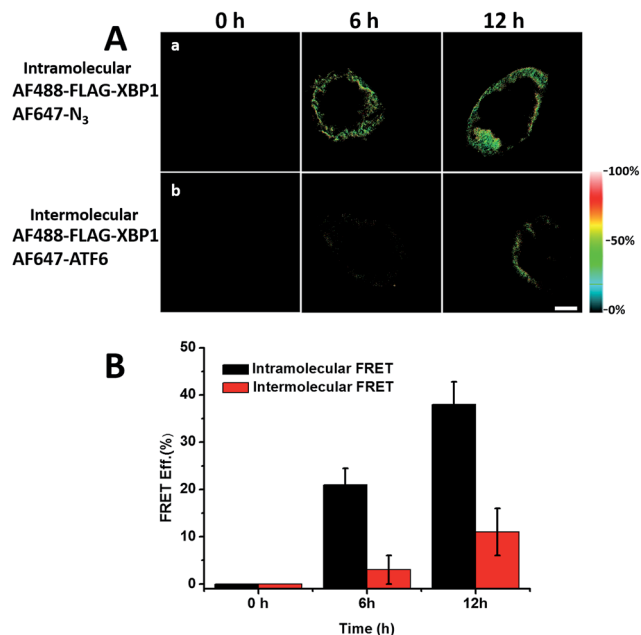 0 h 6 h 12 h
A
a
Intramolecular
AF488-FLAG-XBP1
AF647-N₃
b
Intermolecular
AF488-FLAG-XBP1
AF647-ATF6
100%
50%
0%
B
Intramolecular FRET
Intermolecular FRET
FRET Eff.(%)
50
40
30
20
10
0
0 h 6h 12h
Time (h)